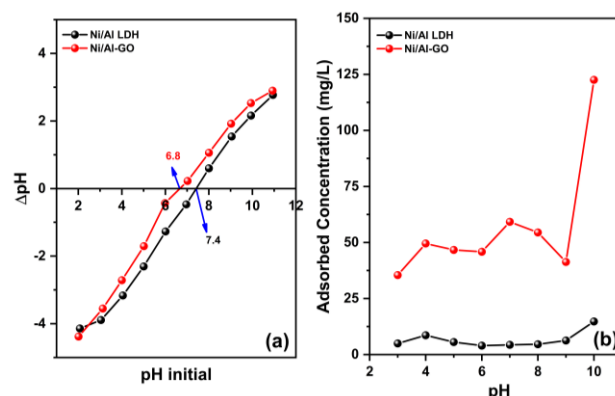 Ni/Al LDH
Ni/Al-GO
4
2
0
-2
-4
ΔpH
6.8
7.4
2
4
6
8
10
12
pH initial
(a)
Ni/Al LDH
Ni/Al-GO
150
125
100
75
50
25
0
Adsorbed Concentration (mg/L)
2
4
6
8
10
pH
(b)